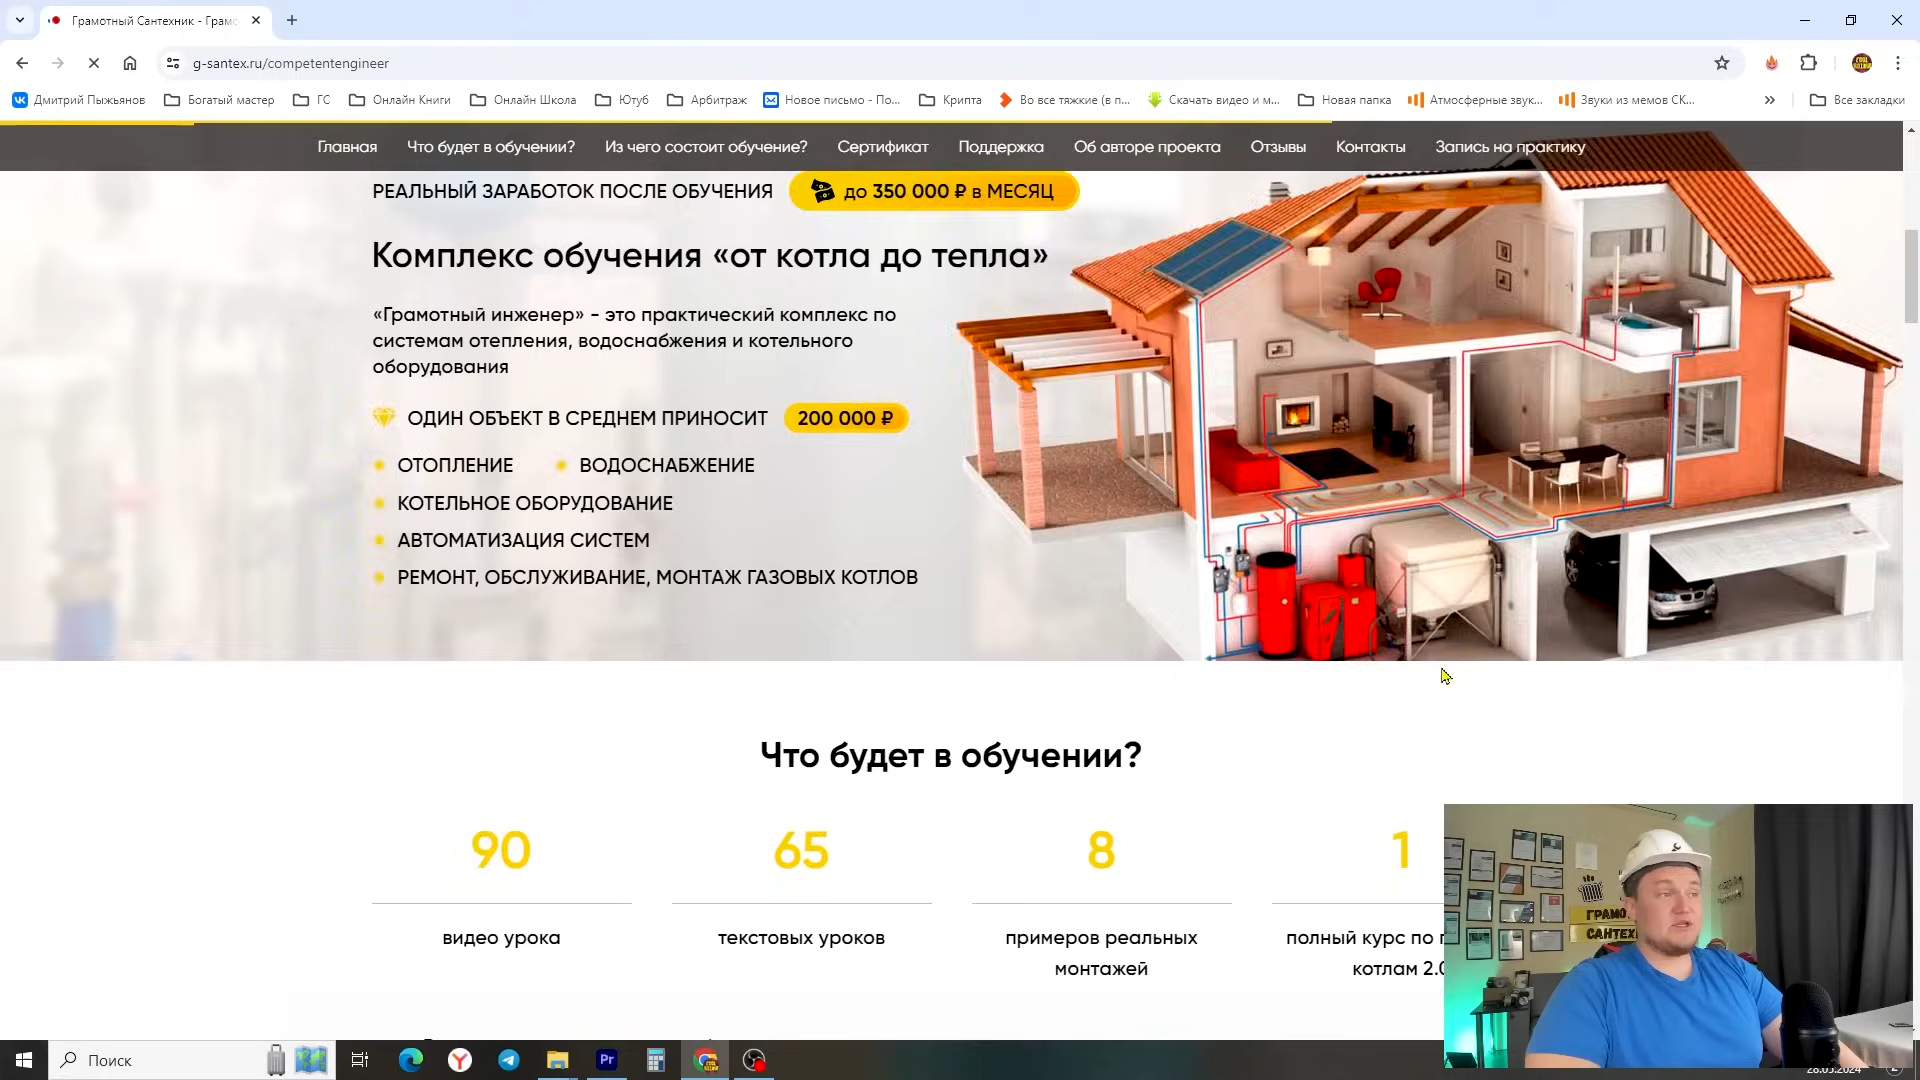 Грамотный Сантехник - Грамо
g-santex.ru/competentengineer
Дмитрий Пыжьянов
Богатый мастер
ГС
Онлайн Книги
Онлайн Школа
Ютуб
Арбитраж
Новое письмо - По...
Крипта
Во все тяжкие (в п...
Скачать видео и м...
Новая папка
Атмосферные звук...
Звуки из мемов СК...
Все закладки
Главная
Что будет в обучении?
Из чего состоит обучение?
Сертификат
Поддержка
Об авторе проекта
Отзывы
Контакты
Запись на практику
РЕАЛЬНЫЙ ЗАРАБОТОК ПОСЛЕ ОБУЧЕНИЯ до 350 000 ₽ в МЕСЯЦ
Комплекс обучения «от котла до тепла»
«Грамотный инженер» - это практический комплекс по
системам отепления, водоснабжения и котельного
оборудования
ОДИН ОБЪЕКТ В СРЕДНЕМ ПРИНОСИТ 200 000 ₽
ОТОПЛЕНИЕ ВОДОСНАБЖЕНИЕ
КОТЕЛЬНОЕ ОБОРУДОВАНИЕ
АВТОМАТИЗАЦИЯ СИСТЕМ
РЕМОНТ, ОБСЛУЖИВАНИЕ, МОНТАЖ ГАЗОВЫХ КОТЛОВ
Что будет в обучении?
90
видео урока
65
текстовых уроков
8
примеров реальных
монтажей
1
полный курс по
котлам 2.0
ГРАМО
САНТЕХ
Поиск
Pr
28.05.2024